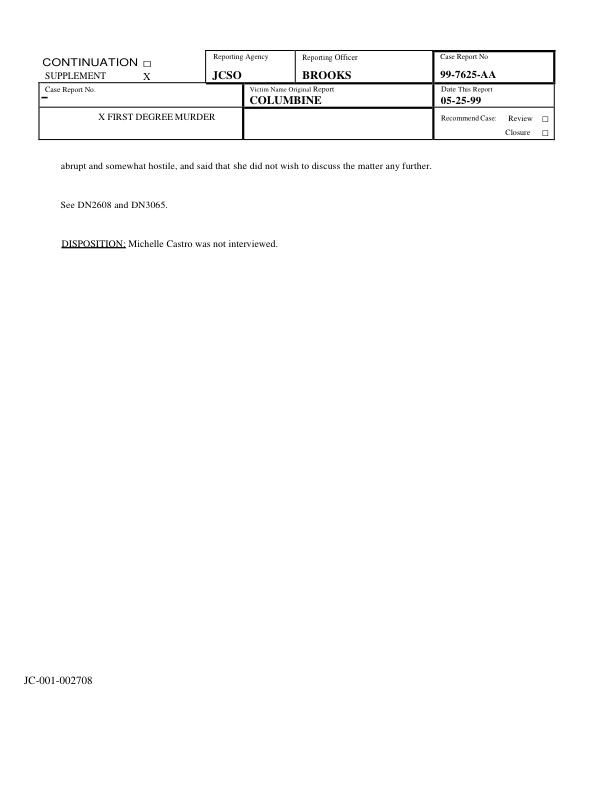 CONTINUATION □
SUPPLEMENT X
Reporting Agency
JCSO
Reporting Officer
BROOKS
Case Report No
99-7625-AA
Case Report No.
–
Victim Name Original Report
COLUMBINE
Date This Report
05-25-99
X FIRST DEGREE MURDER
Recommend Case: Review □
Closure □
abrupt and somewhat hostile, and said that she did not wish to discuss the matter any further.
See DN2608 and DN3065.
DISPOSITION: Michelle Castro was not interviewed.
JC-001-002708